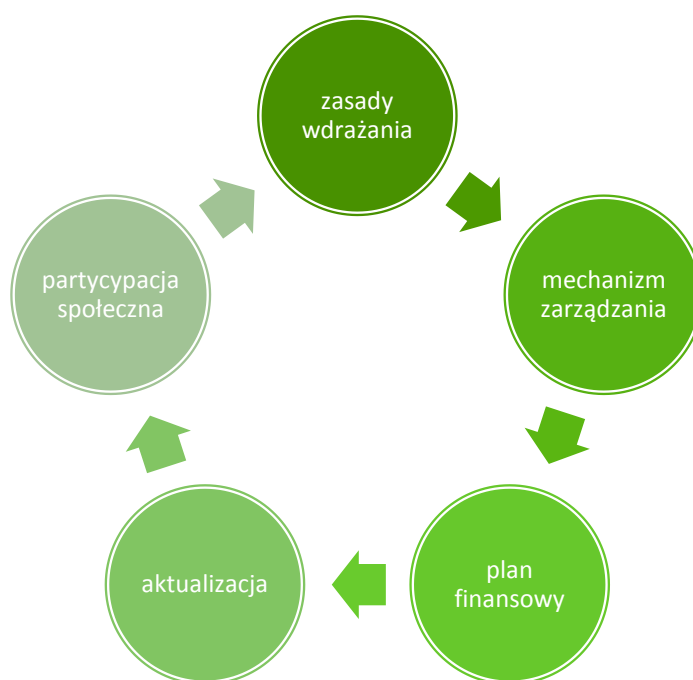 zasady
wdrażania
mechanizm
zarządzania
plan
finansowy
aktualizacja
partycypacja
społeczna